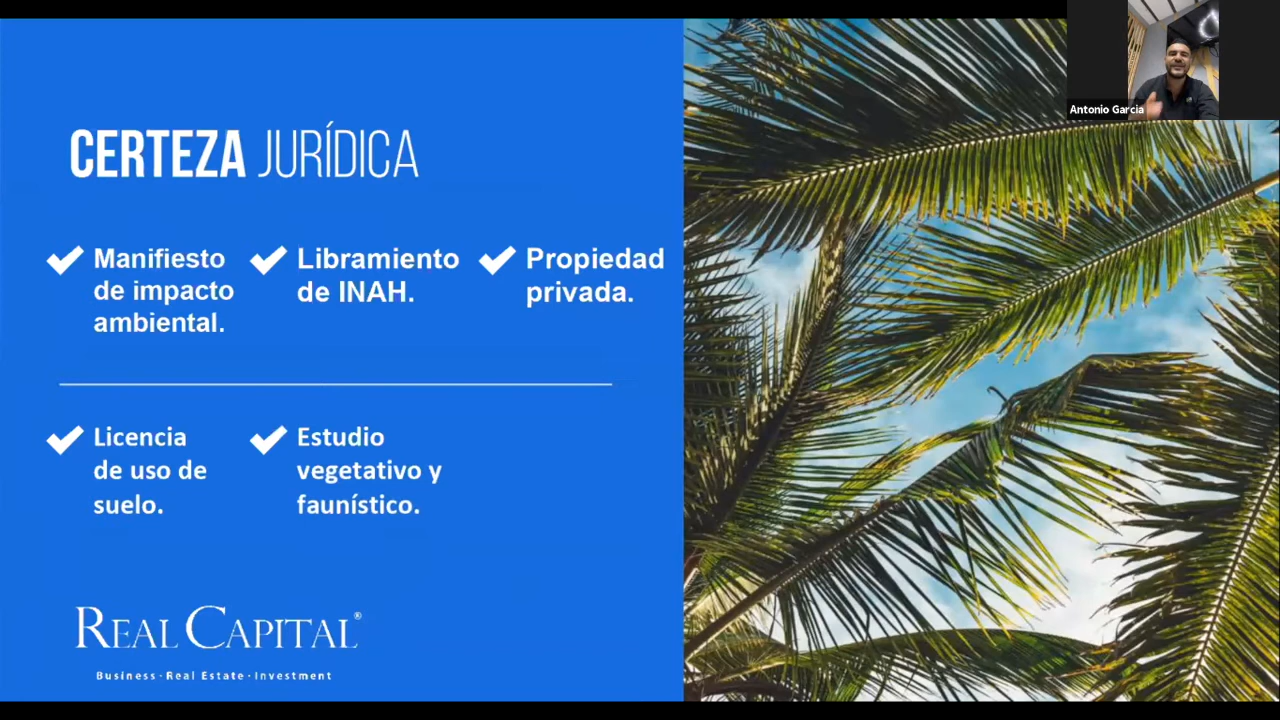 Antonio Garcia
CERTEZA JURÍDICA
Manifiesto
de impacto
ambiental.
Libramiento
de INAH.
Propiedad
privada.
Licencia
de uso de
suelo.
Estudio
vegetativo y
faunístico.
REAL CAPITAL®
Business · Real Estate · Investment